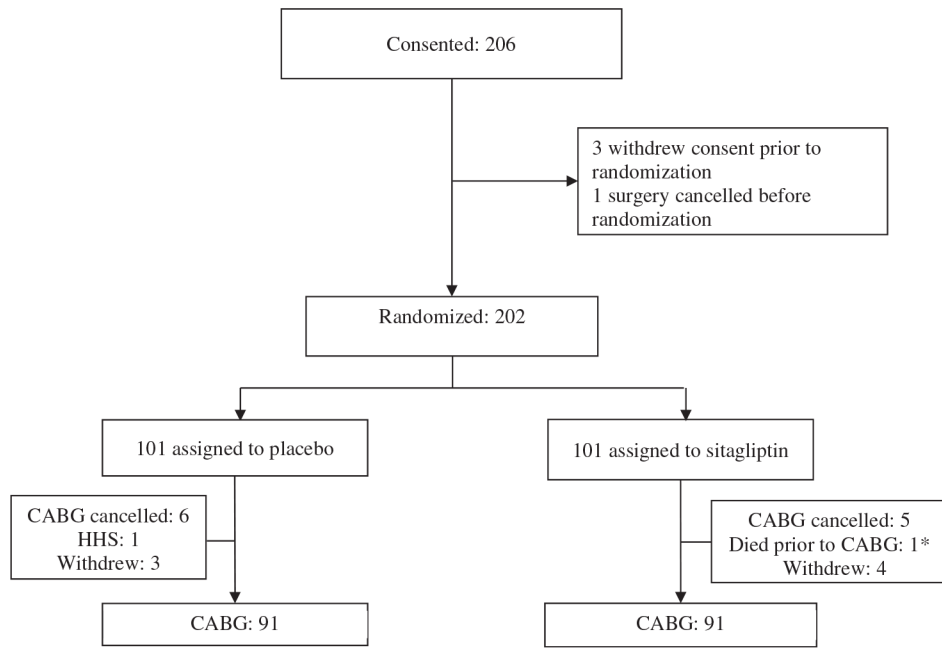 Consented: 206
3 withdrew consent prior to
randomization
1 surgery cancelled before
randomization
Randomized: 202
101 assigned to placebo
101 assigned to sitagliptin
CABG cancelled: 6
HHS: 1
Withdrew: 3
CABG cancelled: 5
Died prior to CABG: 1*
Withdrew: 4
CABG: 91
CABG: 91